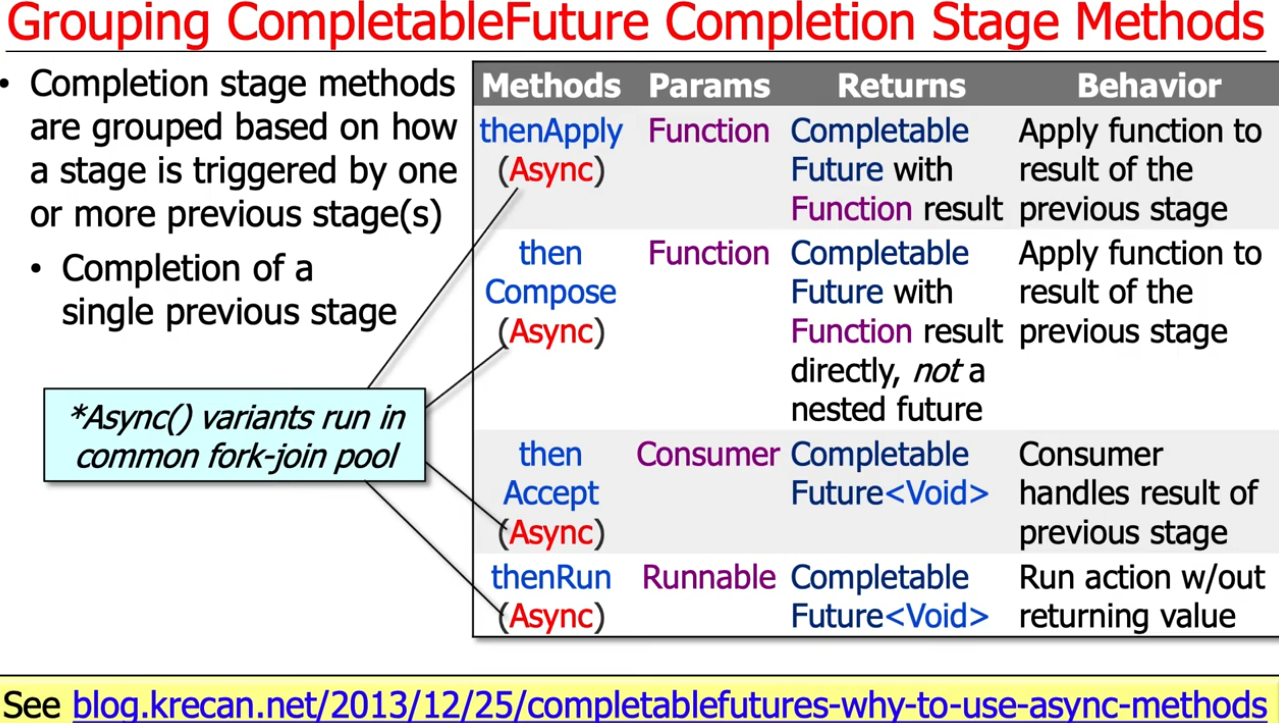 Grouping CompletableFuture Completion Stage Methods
• Completion stage methods
are grouped based on how
a stage is triggered by one
or more previous stage(s)
• Completion of a
single previous stage
*Async() variants run in
common fork-join pool
Methods Params Returns Behavior
thenApply Function Completable Apply function to
(Async) Future with result of the
Function result previous stage
then Function Completable Apply function to
Compose Future with result of the
(Async) Function result previous stage
directly, not a
nested future
then Consumer Completable Consumer
Accept Future<Void> handles result of
(Async) previous stage
thenRun Runnable Completable Run action w/out
(Async) Future<Void> returning value
See blog.krecan.net/2013/12/25/completablefutures-why-to-use-async-methods